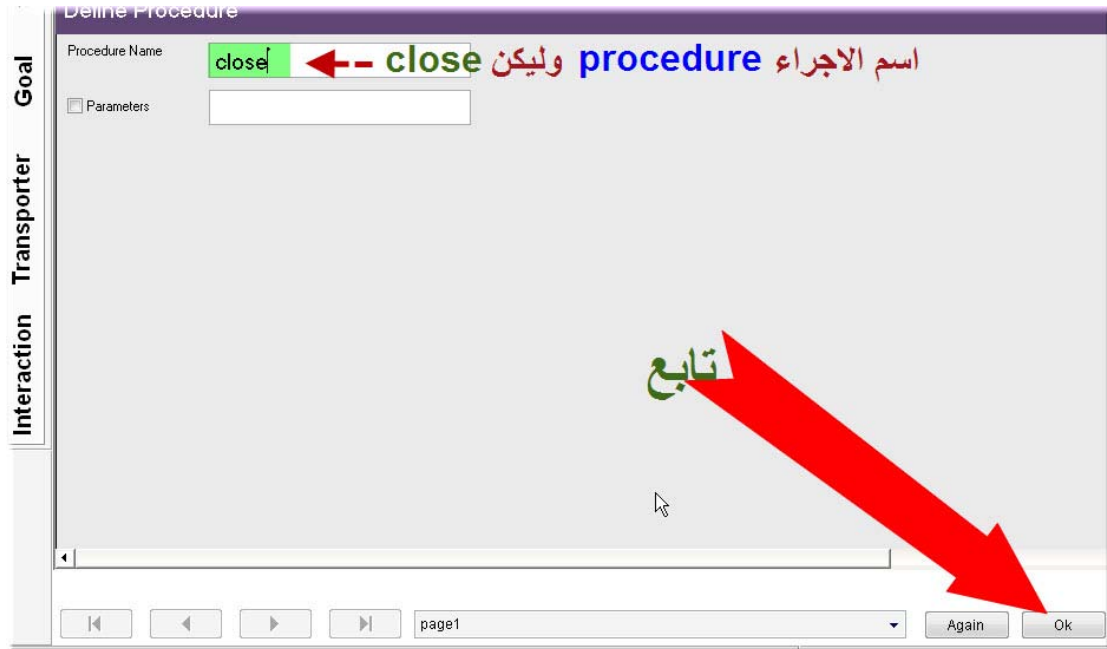 Define Procedure
Procedure Name
close
اسم الاجراء procedure وليكن close
Parameters
Goal
Transporter
Interaction
تابع
page1
Again
Ok